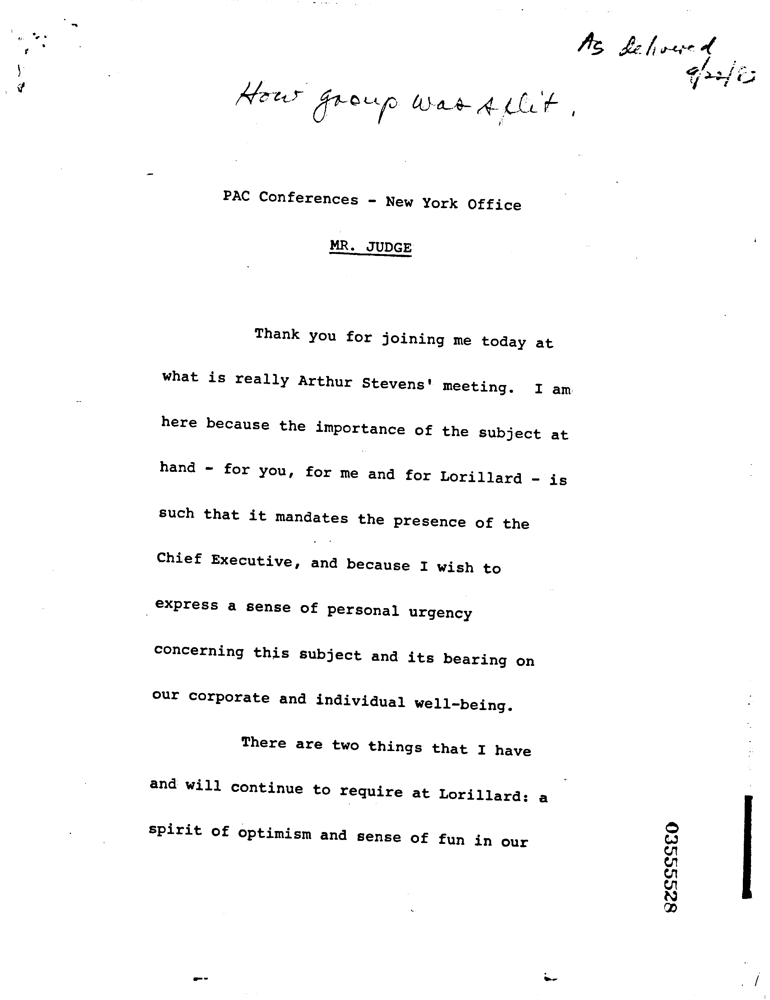 As delivered
How group was split.
PAC Conferences - New York Office
MR. JUDGE
Thank you for joining me today at
what is really Arthur Stevens' meeting. I am
here because the importance of the subject at
hand - for you, for me and for Lorillard - is
such that it mandates the presence of the
Chief Executive, and because I wish to
express a sense of personal urgency
concerning this subject and its bearing on
our corporate and individual well-being.
There are two things that I have
and will continue to require at Lorillard: a
spirit of optimism and sense of fun in our
03555528